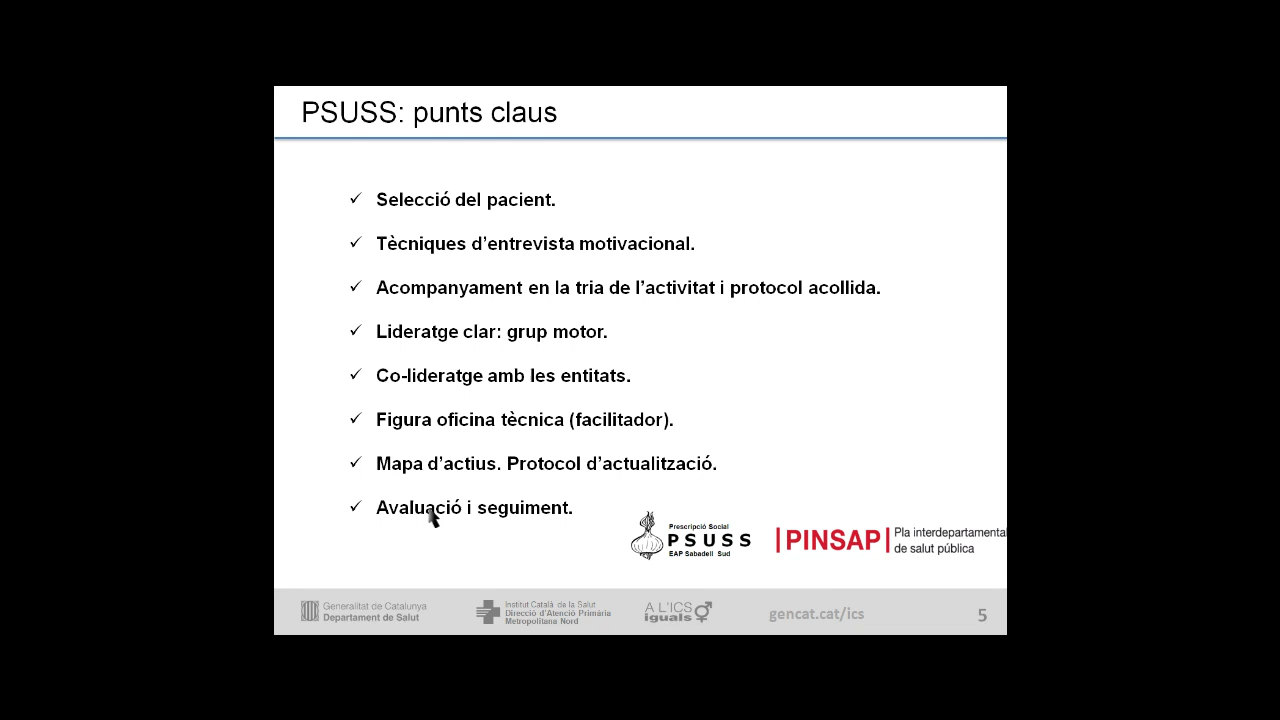 PSUSS: punts claus
✓ Selecció del pacient.
✓ Tècniques d’entrevista motivacional.
✓ Acompanyament en la tria de l’activitat i protocol acollida.
✓ Lideratge clar: grup motor.
✓ Co-lideratge amb les entitats.
✓ Figura oficina tècnica (facilitador).
✓ Mapa d’actius. Protocol d’actualització.
✓ Avaluació i seguiment.
Prescripció Social
PSUSS
EAP Sabadell Sud
PINSAP
Pla interdepartamental
de salut pública
Generalitat de Catalunya
Departament de Salut
Institut Català de la Salut
Direcció d’Atenció Primària
Metropolitana Nord
A L'ICS
iguals
gencat.cat/ics
5